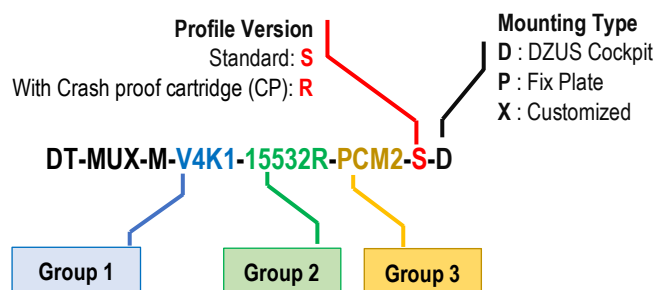 Profile Version
Standard: S
With Crash proof cartridge (CP): R
Mounting Type
D : DZUS Cockpit
P : Fix Plate
X : Customized
DT-MUX-M-V4K1-15532R-PCM2-S-D
Group 1
Group 2
Group 3